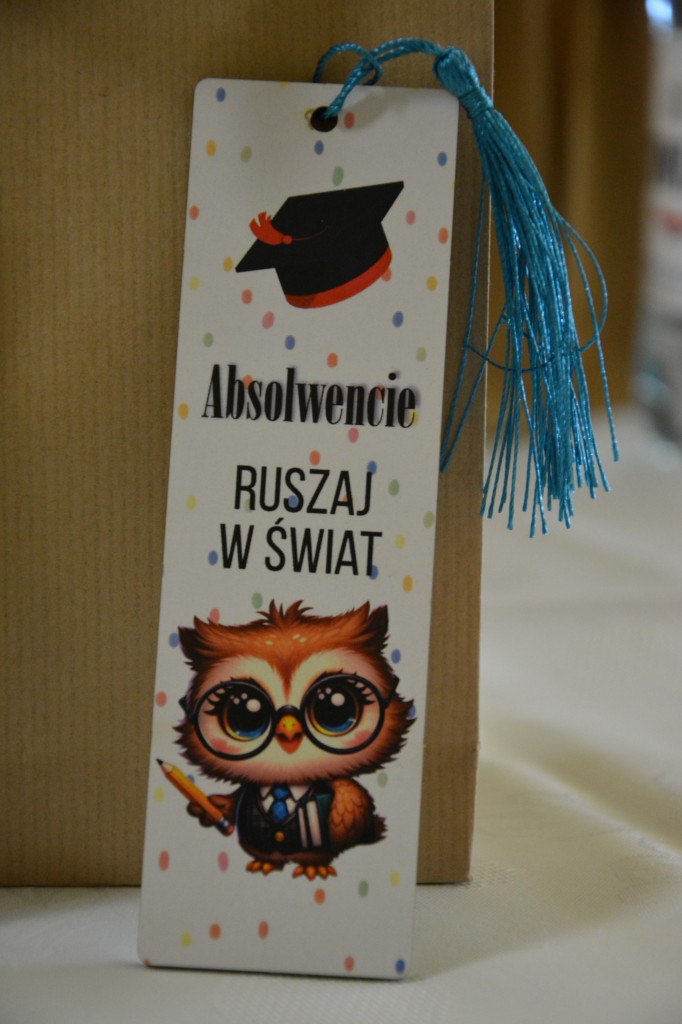 Absolwencie
RUSZAJ
W ŚWIAT